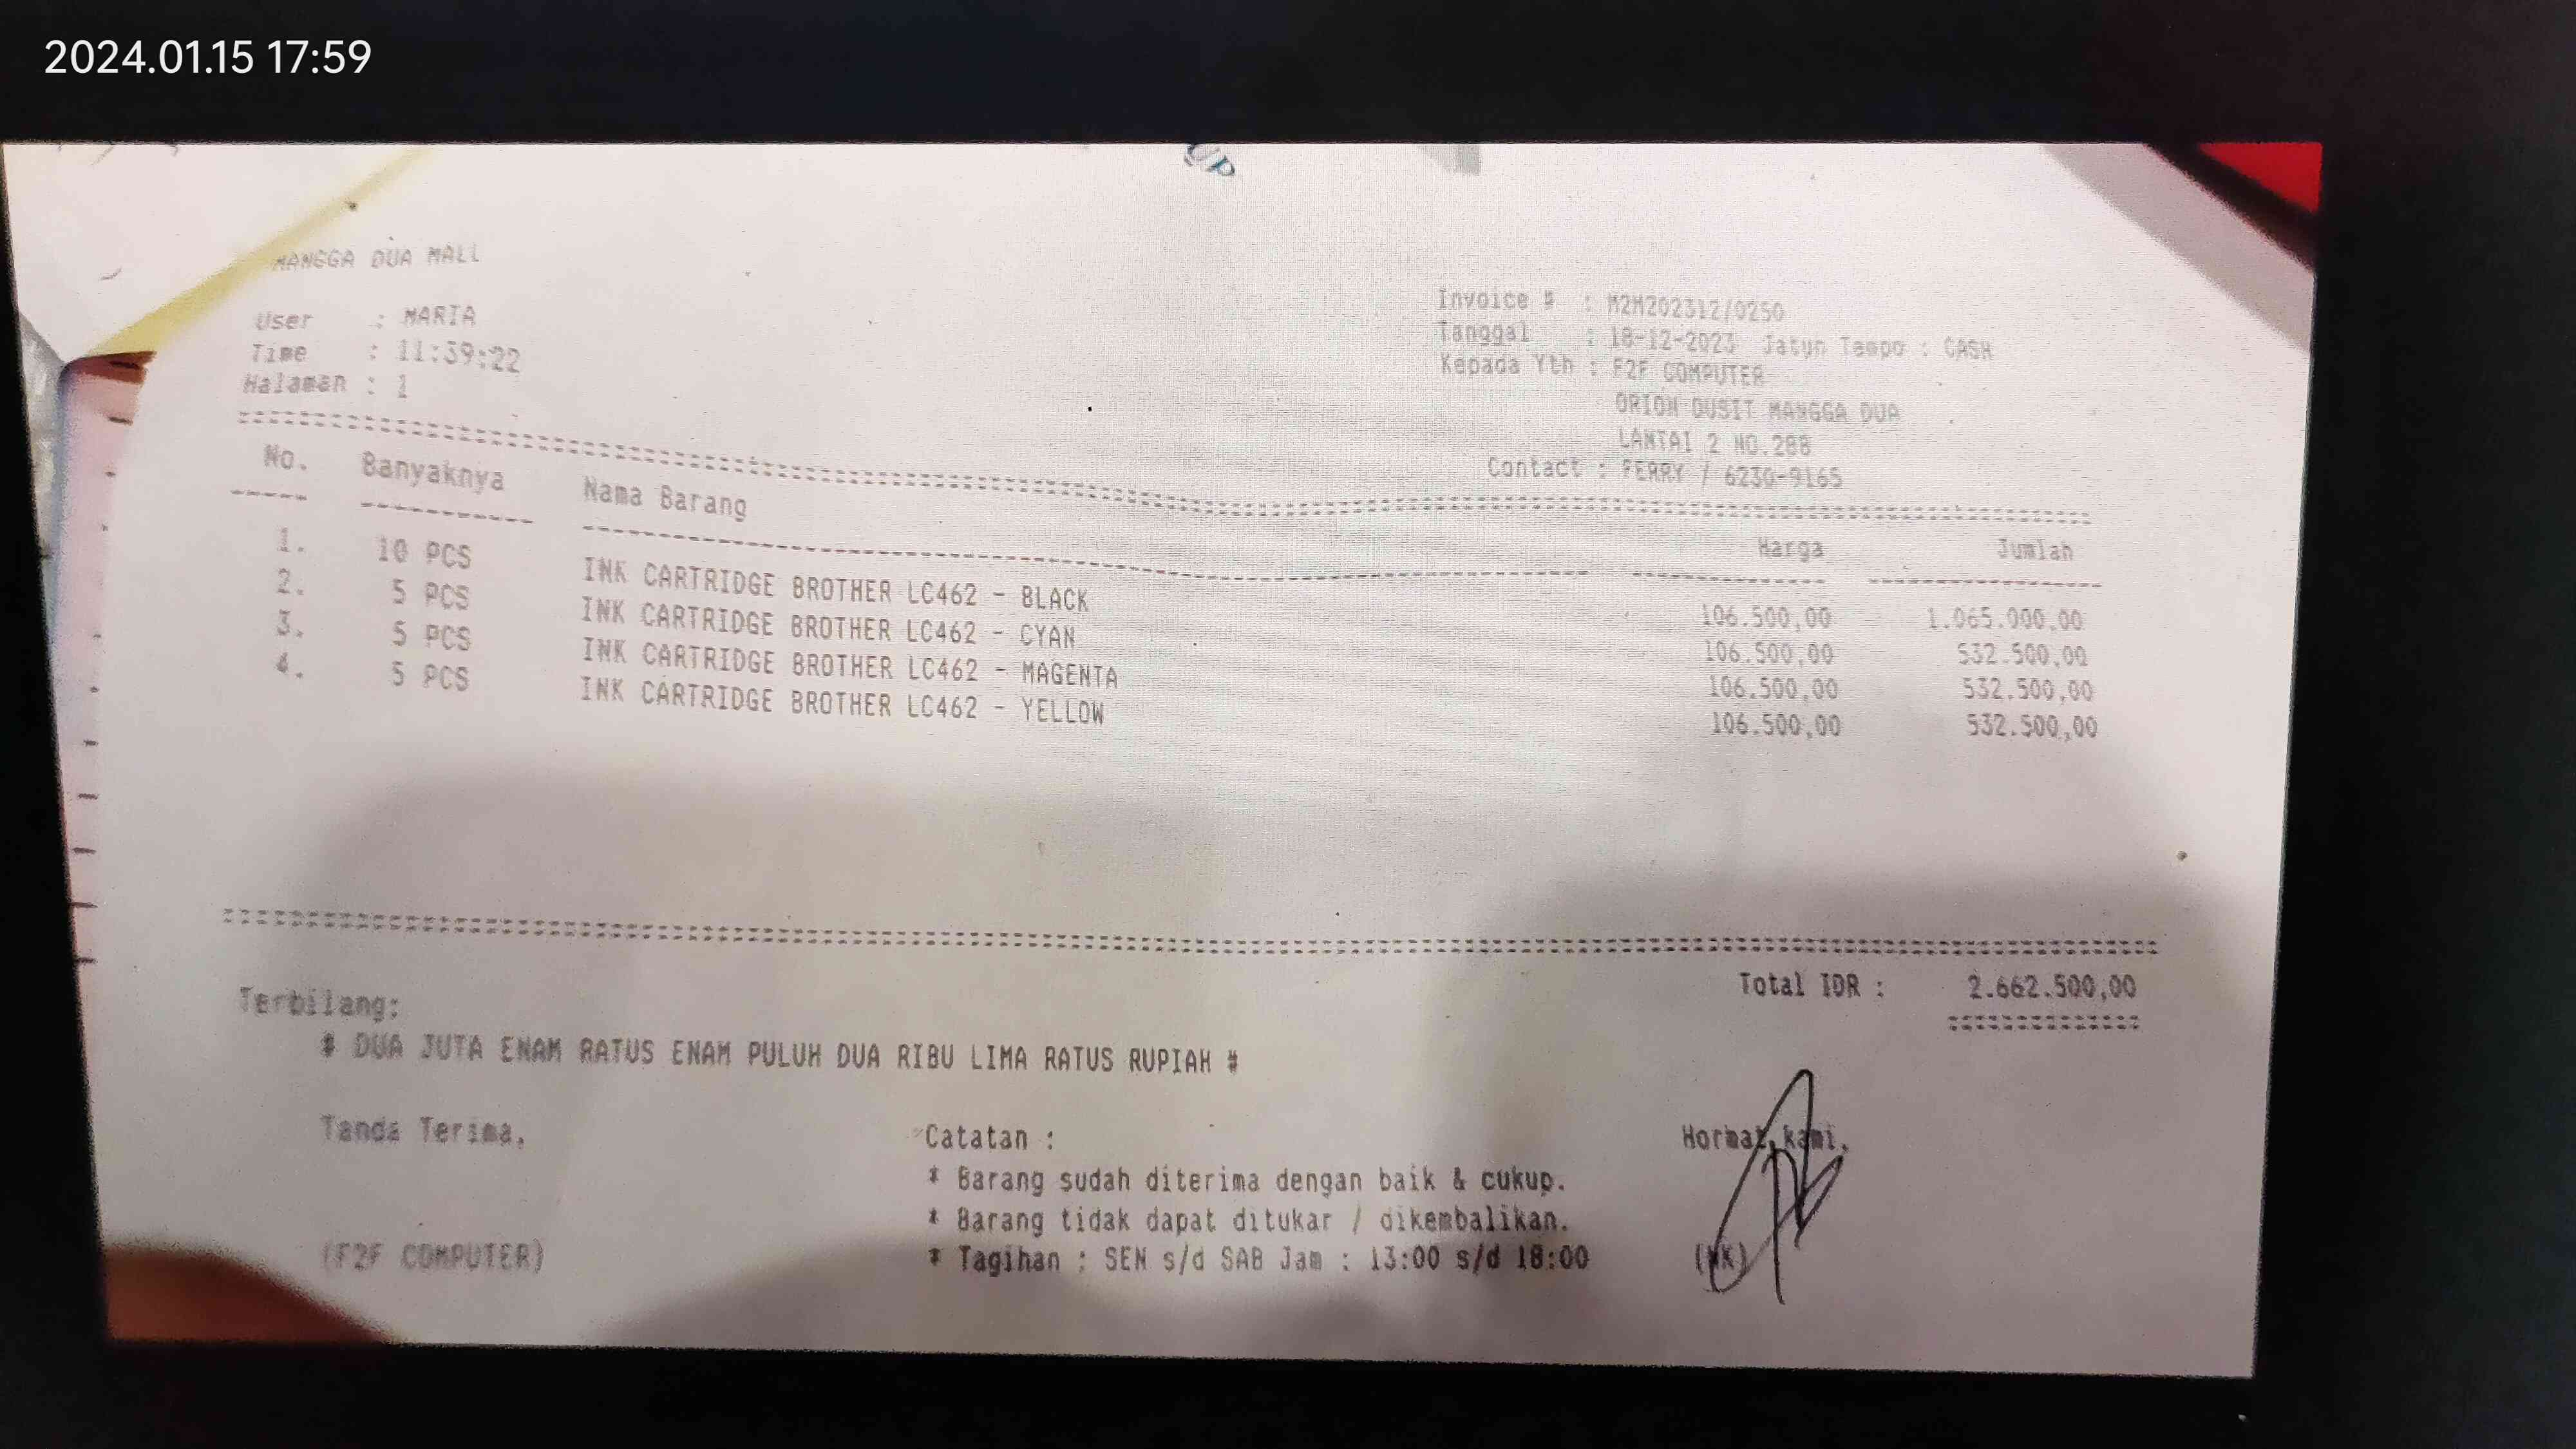 2024.01.15 17:59
UP
MANGGA DUA MALL
User : MARIA
Time : 11:39:22
Halaman : 1
Invoice # : M2M202312/0250
Tanggal : 18-12-2023 Jatun Tempo : CASH
Kepada Yth : F2F COMPUTER
ORION DUSIT MANGGA DUA
LANTAI 2 NO.288
Contact : FERRY / 6230-9165
No. Banyaknya Nama Barang Harga Jumlah
1. 10 PCS INK CARTRIDGE BROTHER LC462 - BLACK 106.500,00 1.065.000,00
2. 5 PCS INK CARTRIDGE BROTHER LC462 - CYAN 106.500,00 532.500,00
3. 5 PCS INK CARTRIDGE BROTHER LC462 - MAGENTA 106.500,00 532.500,00
4. 5 PCS INK CARTRIDGE BROTHER LC462 - YELLOW 106.500,00 532.500,00
Total IDR : 2.662.500,00
Terbilang:
# DUA JUTA ENAM RATUS ENAM PULUH DUA RIBU LIMA RATUS RUPIAH #
Tanda Terima,
(F2F COMPUTER)
Catatan :
* Barang sudah diterima dengan baik & cukup.
* Barang tidak dapat ditukar / dikembalikan.
* Tagihan : SEN s/d SAB Jam : 13:00 s/d 18:00
Hormat kami,